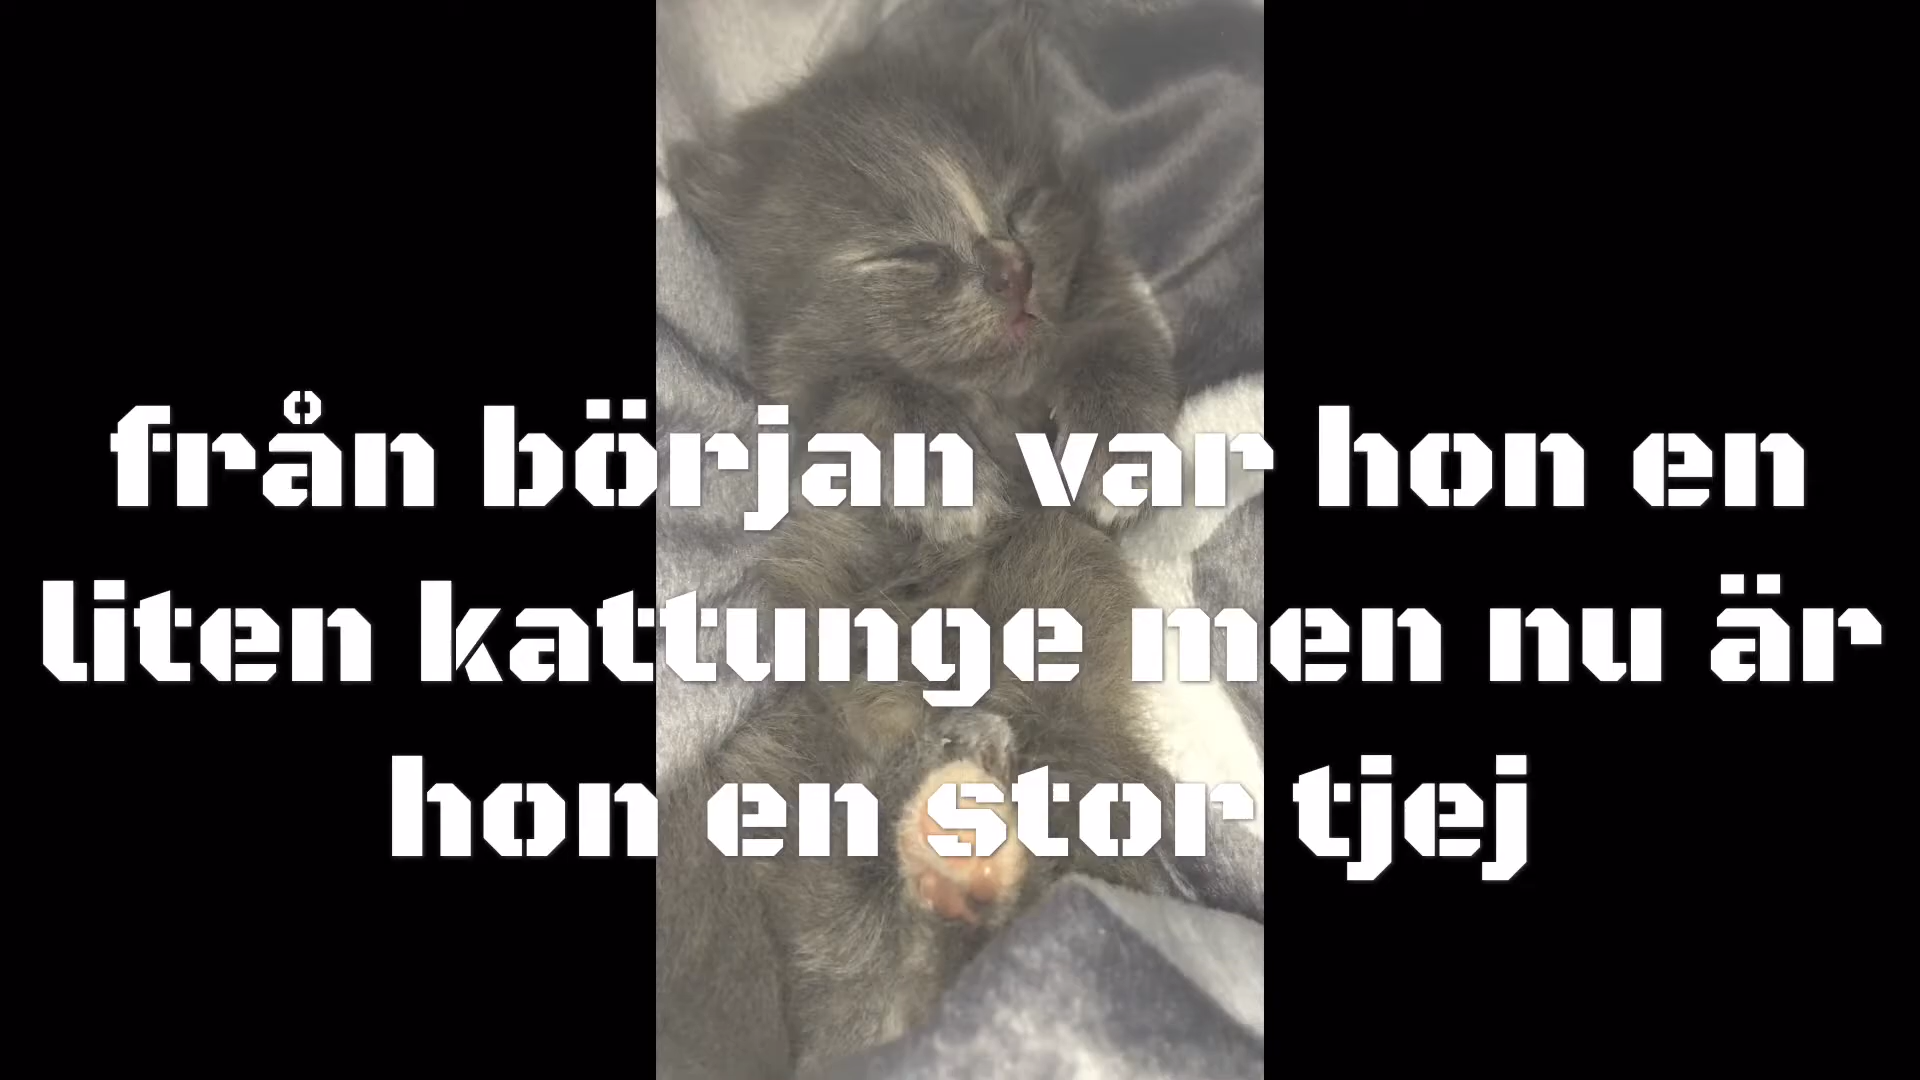 från början var hon en
liten kattunge men nu är
hon en stor tjej